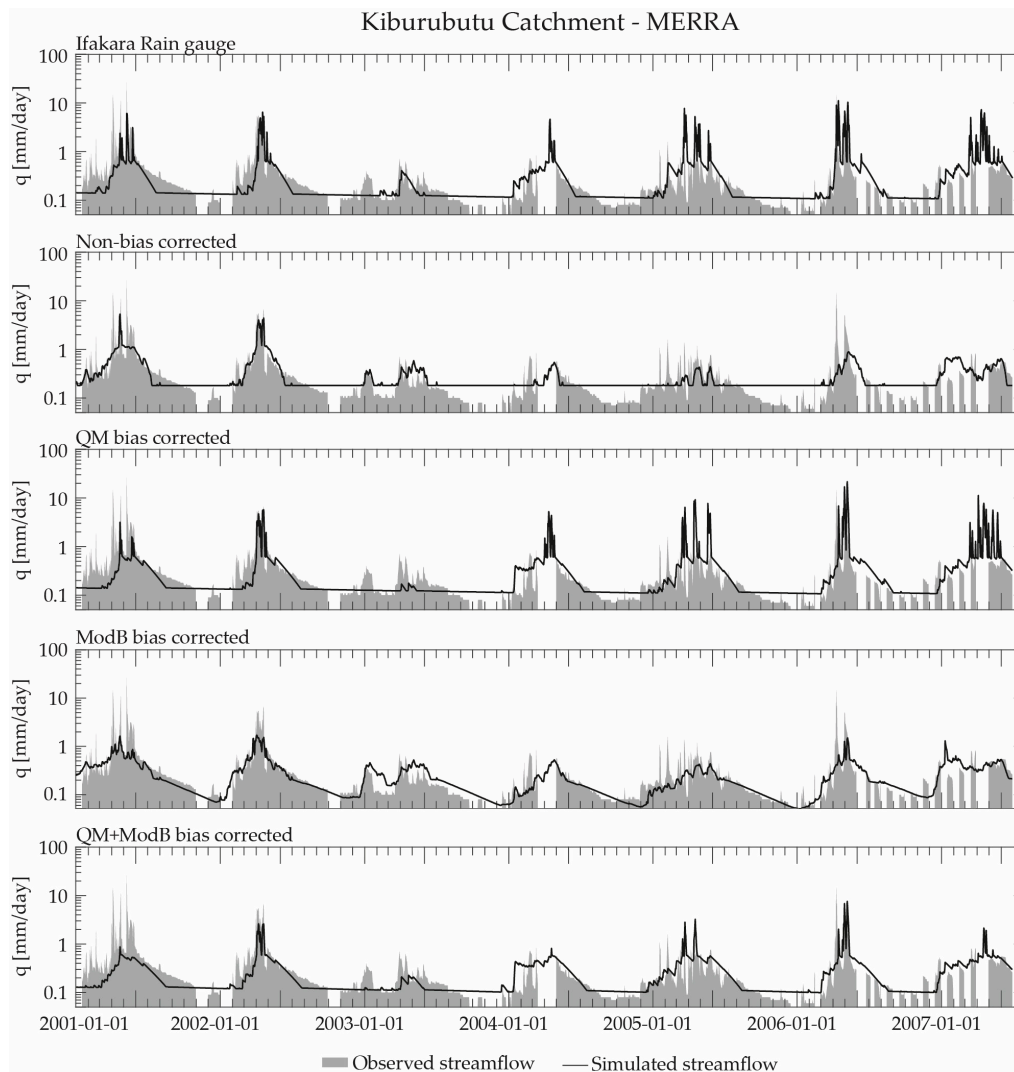 Kiburubutu Catchment - MERRA
Ifakara Rain gauge
100
10
1
0.1
q [mm/day]
Non-bias corrected
100
10
1
0.1
q [mm/day]
QM bias corrected
100
10
1
0.1
q [mm/day]
ModB bias corrected
100
10
1
0.1
q [mm/day]
QM+ModB bias corrected
100
10
1
0.1
q [mm/day]
2001-01-01 2002-01-01 2003-01-01 2004-01-01 2005-01-01 2006-01-01 2007-01-01
Observed streamflow Simulated streamflow